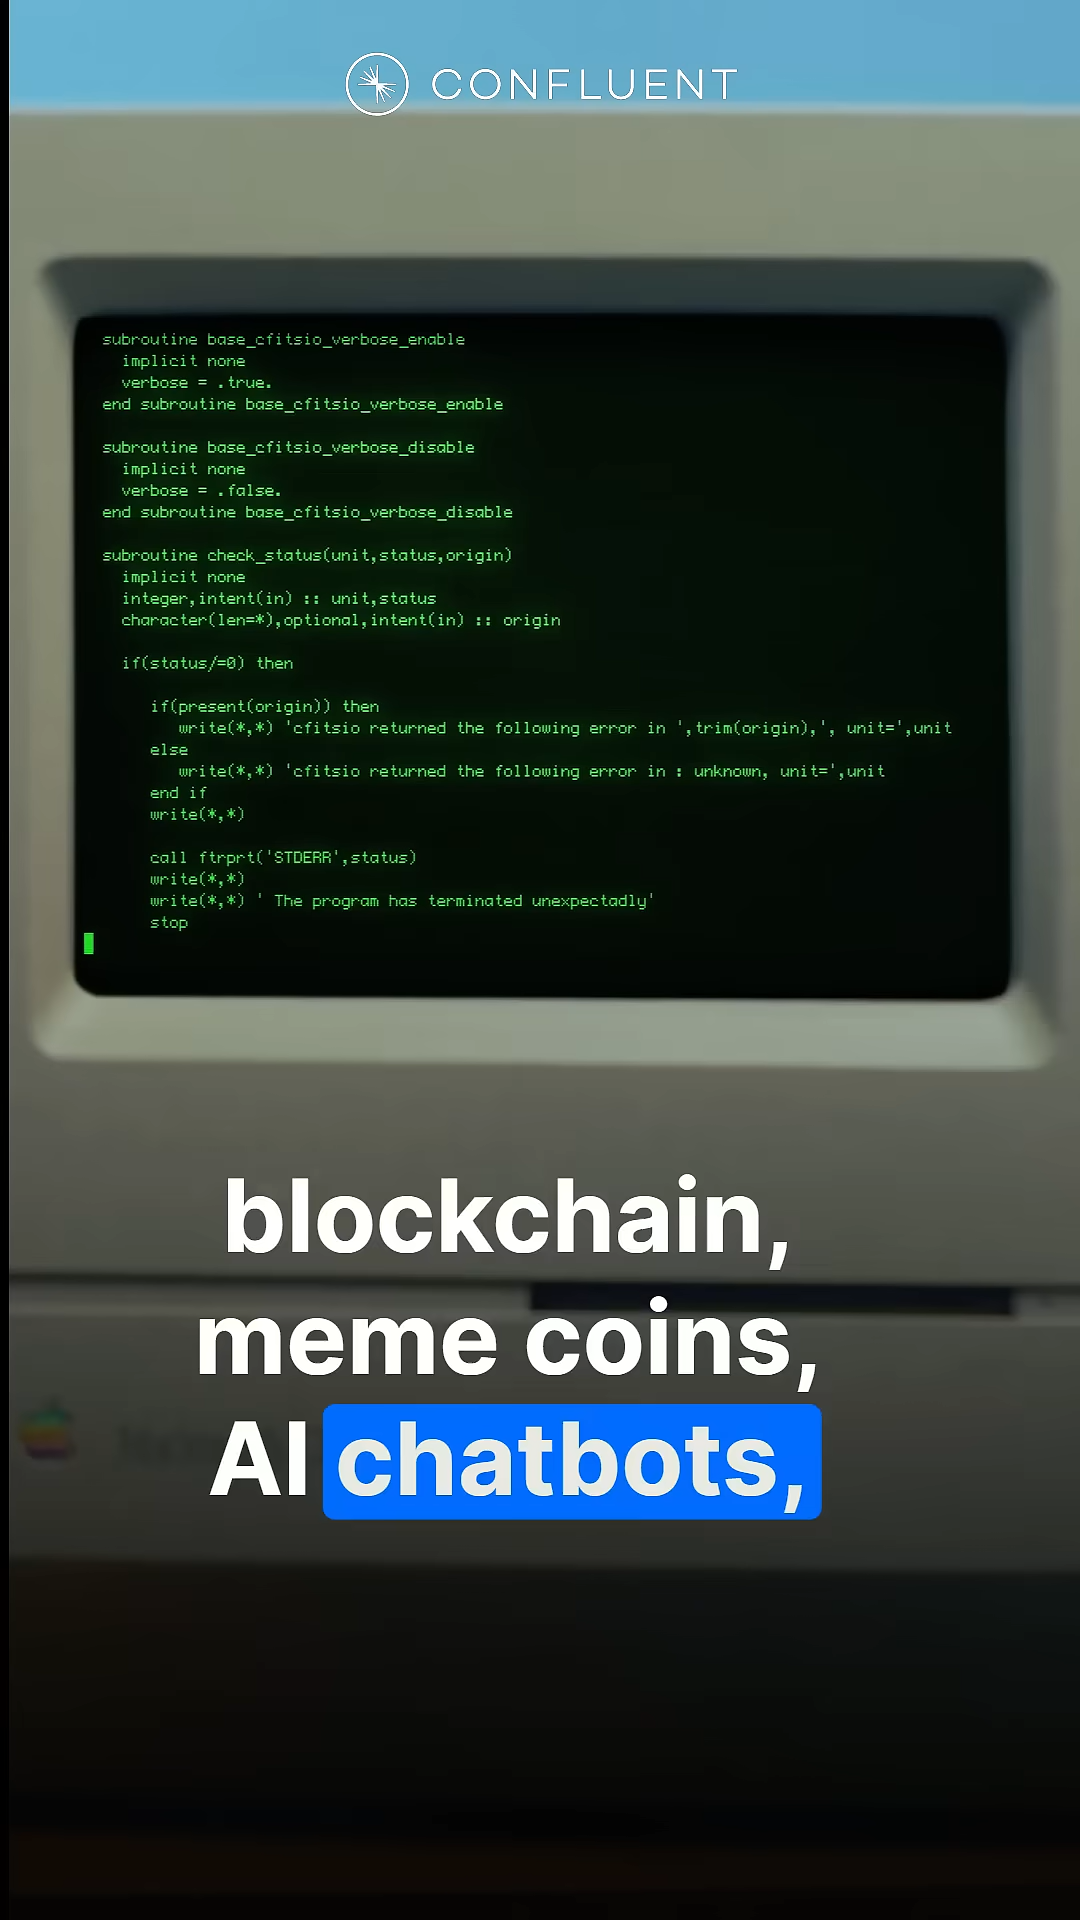 CONFLUENT
subroutine base_cfitsio_verbose_enable
implicit none
verbose = .true.
end subroutine base_cfitsio_verbose_enable
subroutine base_cfitsio_verbose_disable
implicit none
verbose = .false.
end subroutine base_cfitsio_verbose_disable
subroutine check_status(unit,status,origin)
implicit none
integer,intent(in) :: unit,status
character(len=*),optional,intent(in) :: origin
if(status/=0) then
if(present(origin)) then
write(*,*) 'cfitsio returned the following error in ',trim(origin),', unit=',unit
else
write(*,*) 'cfitsio returned the following error in : unknown, unit=',unit
end if
write(*,*)
call ftrprt('STDERR',status)
write(*,*)
write(*,*) ' The program has terminated unexpectadly'
stop
blockchain,
meme coins,
AI chatbots,